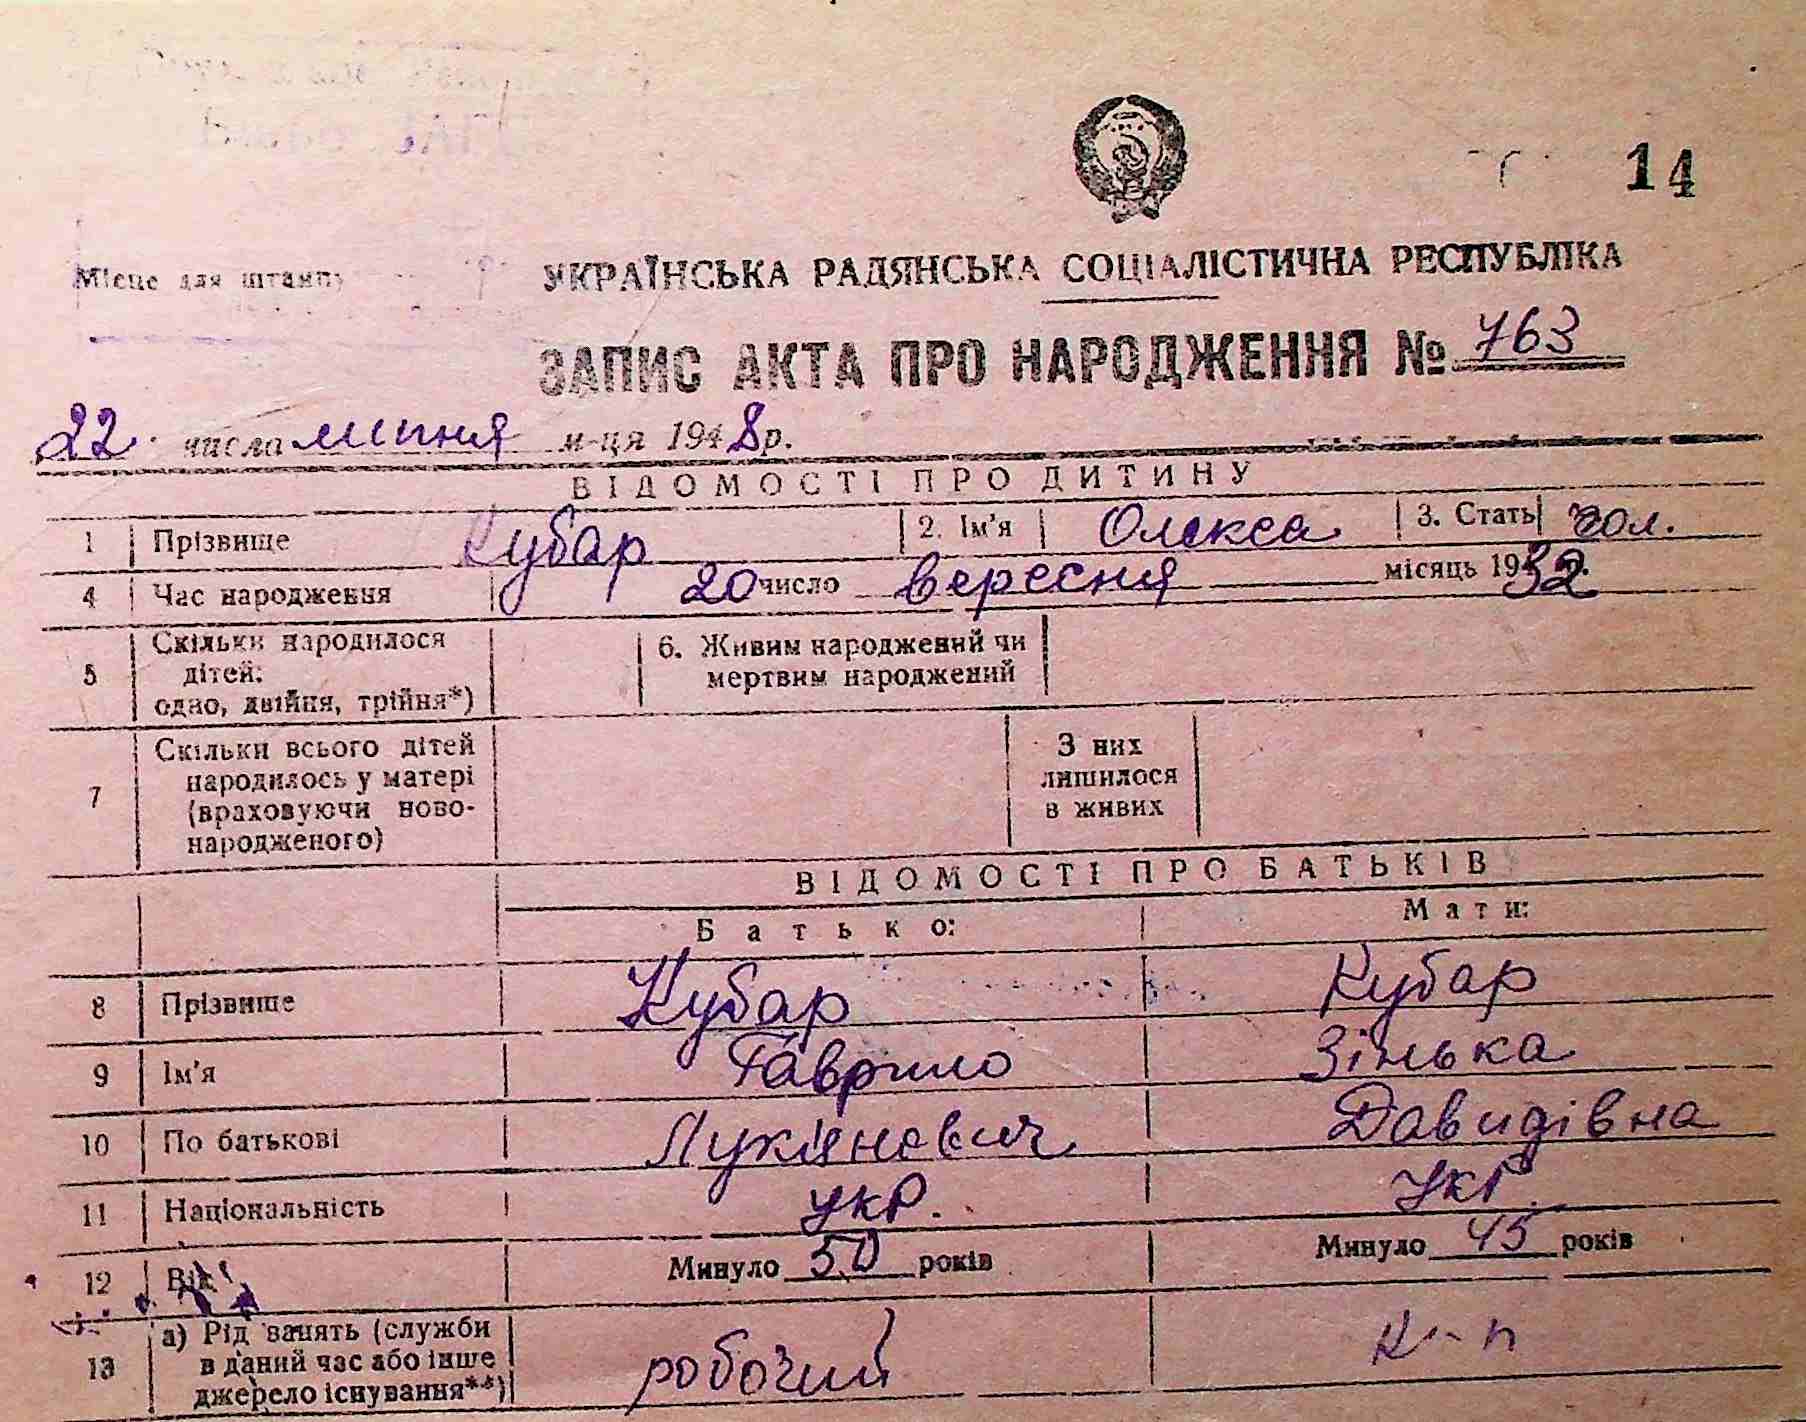 14
Місце для штампу
УКРАЇНСЬКА РАДЯНСЬКА СОЦІАЛІСТИЧНА РЕСПУБЛІКА
ЗАПИС АКТА ПРО НАРОДЖЕННЯ № 763
22 числа липня м-ця 1948 р.
ВІДОМОСТІ ПРО ДИТИНУ
1 Прізвище Кубар 2. Ім'я Олекса 3. Стать чол.
4 Час народження 20 число вересня місяць 1932.
5 Скільки народилося дітей: одно, двійня, трійня*) 6. Живим народжений чи мертвим народжений
7 Скільки всього дітей народилось у матері (враховуючи ново-народженого) З них лишилося в живих
ВІДОМОСТІ ПРО БАТЬКІВ
Батько: Мати:
8 Прізвище Кубар Кубар
9 Ім'я Гаврило Зінька
10 По батькові Лукіянович Давидівна
11 Національність укр. укр.
12 Вік Минуло 50 років Минуло 45 років
13 а) Рід занять (служби в даний час або інше джерело існування**) робочий к-п